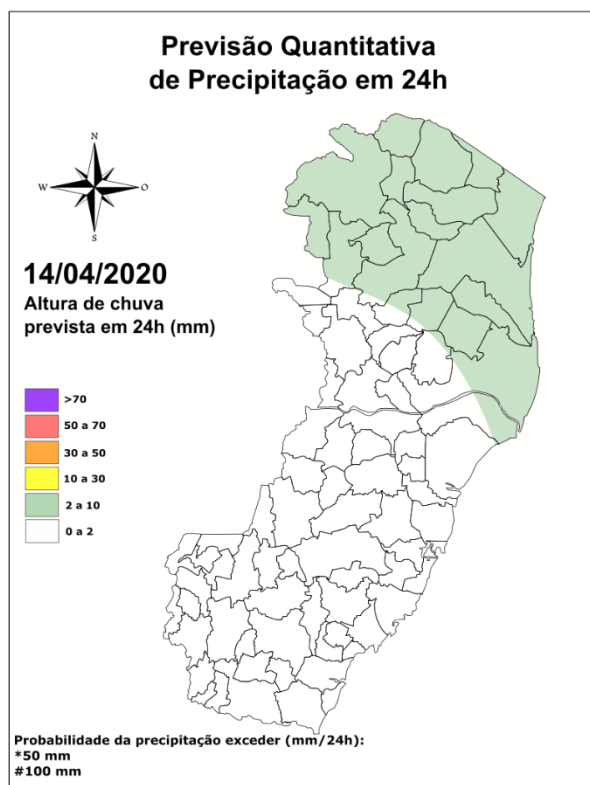 Previsão Quantitativa
de Precipitação em 24h
N
W O
S
14/04/2020
Altura de chuva
prevista em 24h (mm)
>70
50 a 70
30 a 50
10 a 30
2 a 10
0 a 2
Probabilidade da precipitação exceder (mm/24h):
*50 mm
#100 mm